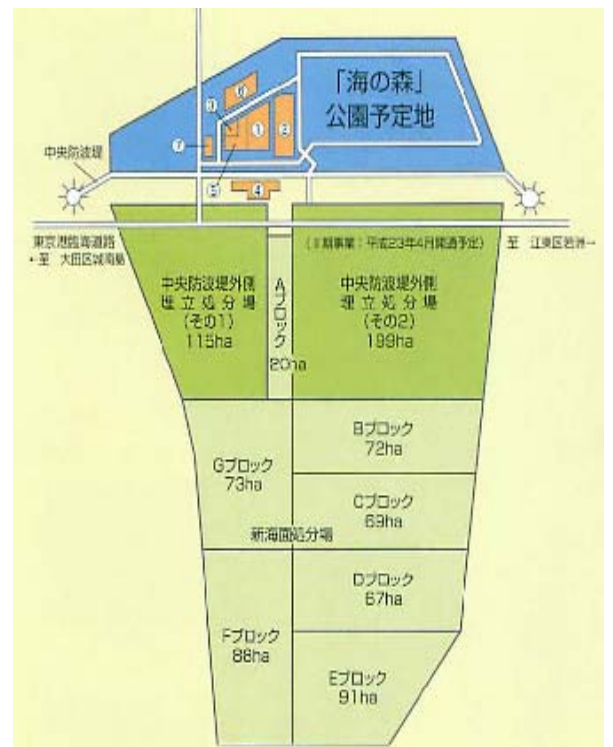 「海の森」
公園予定地
⑥
③
①
②
⑦
中央防波堤
⑤
④
東京港臨海道路
←至 大田区城南島
(Ⅱ期事業:平成23年4月開通予定)
至 江東区若洲→
中央防波堤外側
埋立処分場
(その1)
115ha
Aブロック
20ha
中央防波堤外側
埋立処分場
(その2)
199ha
Bブロック
72ha
Gブロック
73ha
Cブロック
69ha
新海面処分場
Dブロック
67ha
Fブロック
88ha
Eブロック
91ha